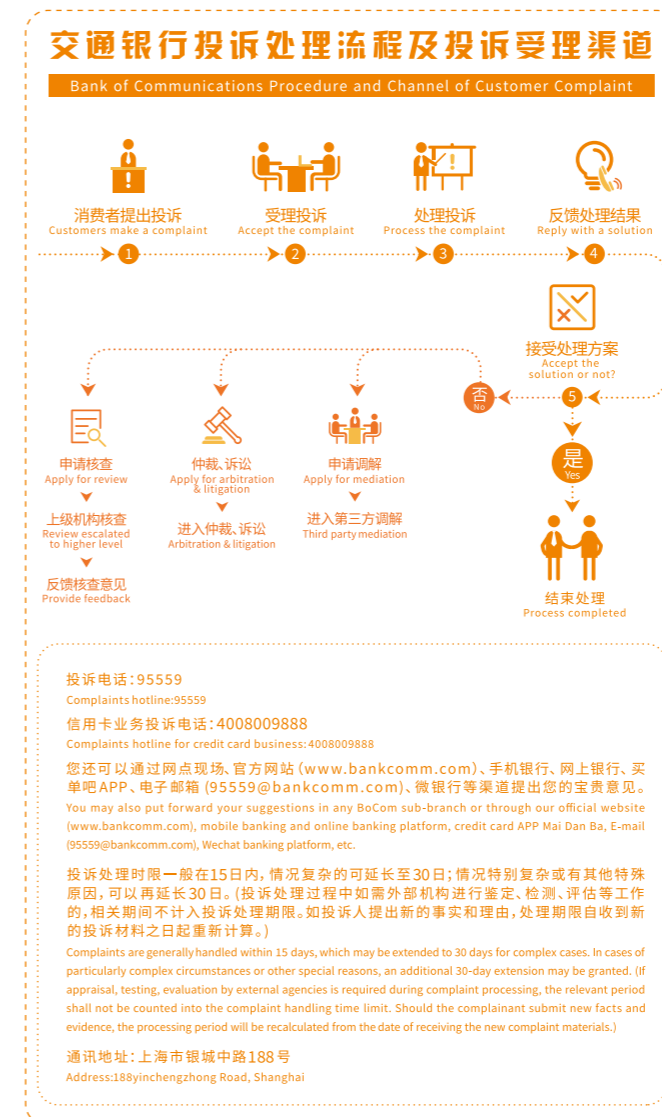 交通银行投诉处理流程及投诉受理渠道
Bank of Communications Procedure and Channel of Customer Complaint
消费者提出投诉
Customers make a complaint
1
受理投诉
Accept the complaint
2
处理投诉
Process the complaint
3
反馈处理结果
Reply with a solution
4
接受处理方案
Accept the
solution or not?
5
否
No
是
Yes
结束处理
Process completed
申请核查
Apply for review
上级机构核查
Review escalated
to higher level
反馈核查意见
Provide feedback
仲裁、诉讼
Apply for arbitration
& litigation
进入仲裁、诉讼
Arbitration & litigation
申请调解
Apply for mediation
进入第三方调解
Third party mediation
投诉电话：95559
Complaints hotline:95559
信用卡业务投诉电话：4008009888
Complaints hotline for credit card business:4008009888
您还可以通过网点现场、官方网站（www.bankcomm.com）、手机银行、网上银行、买
单吧APP、电子邮箱 (95559@bankcomm.com)、微银行等渠道提出您的宝贵意见。
You may also put forward your suggestions in any BoCom sub-branch or through our official website
(www.bankcomm.com), mobile banking and online banking platform, credit card APP Mai Dan Ba, E-mail
(95559@bankcomm.com), Wechat banking platform, etc.
投诉处理时限一般在15日内，情况复杂的可延长至30日；情况特别复杂或有其他特殊
原因，可以再延长30日。(投诉处理过程中如需外部机构进行鉴定、检测、评估等工作
的，相关期间不计入投诉处理期限。如投诉人提出新的事实和理由，处理期限自收到新
的投诉材料之日起重新计算。)
Complaints are generally handled within 15 days, which may be extended to 30 days for complex cases. In cases of
particularly complex circumstances or other special reasons, an additional 30-day extension may be granted. (If
appraisal, testing, evaluation by external agencies is required during complaint processing, the relevant period
shall not be counted into the complaint handling time limit. Should the complainant submit new facts and
evidence, the processing period will be recalculated from the date of receiving the new complaint materials.)
通讯地址：上海市银城中路188号
Address:188yinchengzhong Road, Shanghai